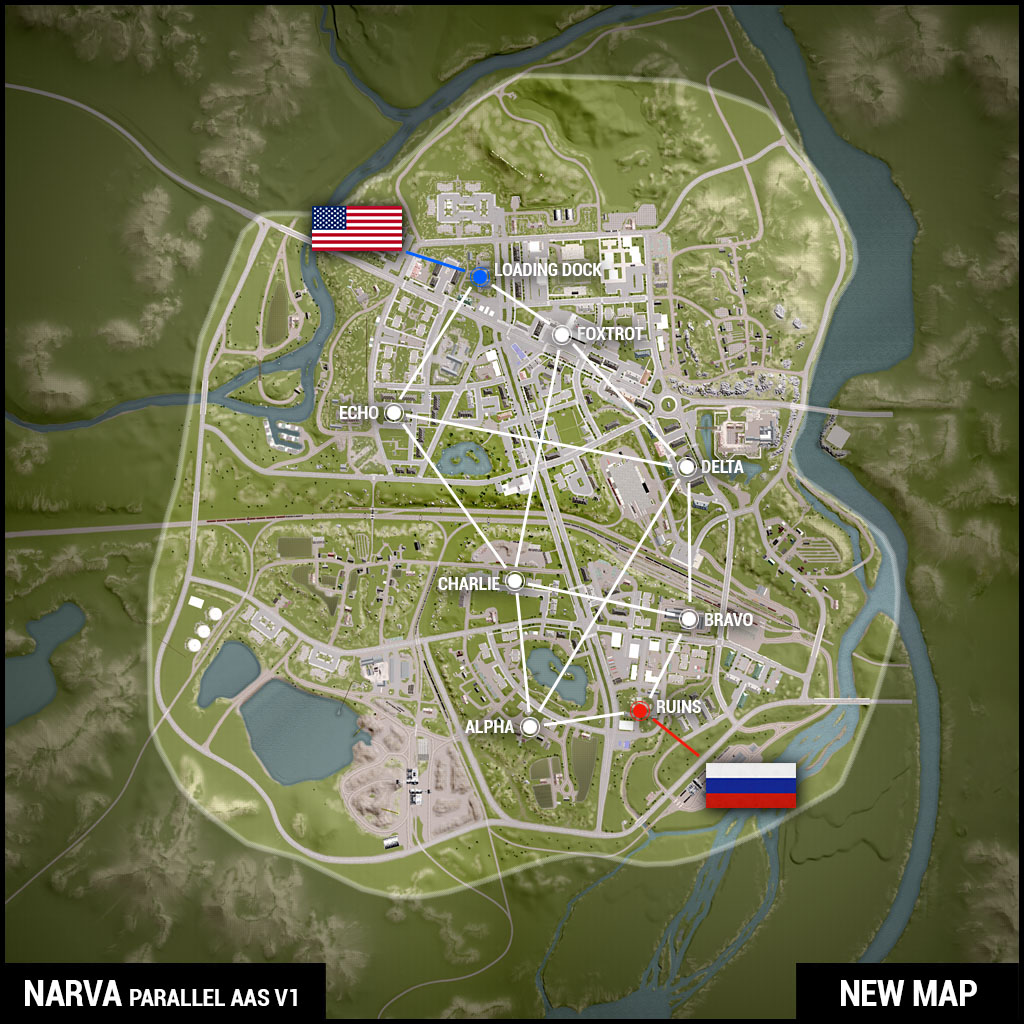 LOADING DOCK
FOXTROT
ECHO
DELTA
CHARLIE
BRAVO
RUINS
ALPHA
NARVA PARALLEL AAS V1
NEW MAP